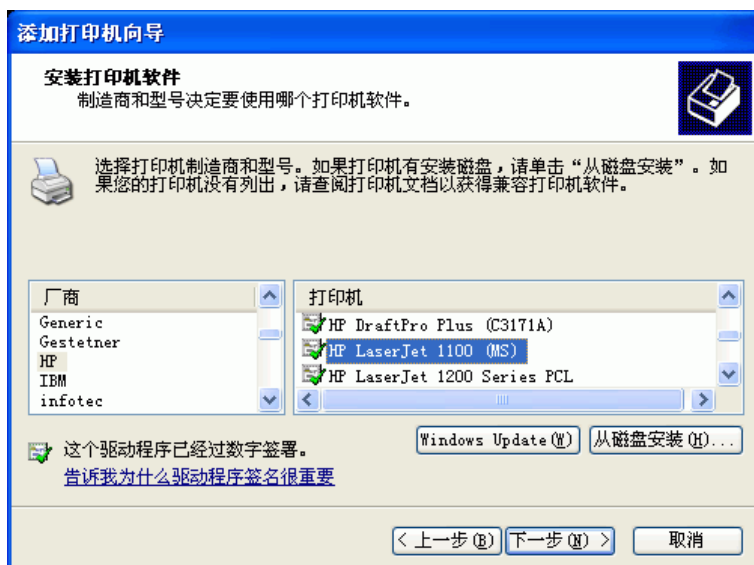 添加打印机向导
安装打印机软件
制造商和型号决定要使用哪个打印机软件。
选择打印机制造商和型号。如果打印机有安装磁盘，请单击“从磁盘安装”。如
果您的打印机没有列出，请查阅打印机文档以获得兼容打印机软件。
厂商
Generic
Gestetner
HP
IBM
infotec
打印机
HP DraftPro Plus (C3171A)
HP LaserJet 1100 (MS)
HP LaserJet 1200 Series PCL
这个驱动程序已经过数字签署。
告诉我为什么驱动程序签名很重要
Windows Update(W)
从磁盘安装(H)...
< 上一步(B)
下一步(N) >
取消